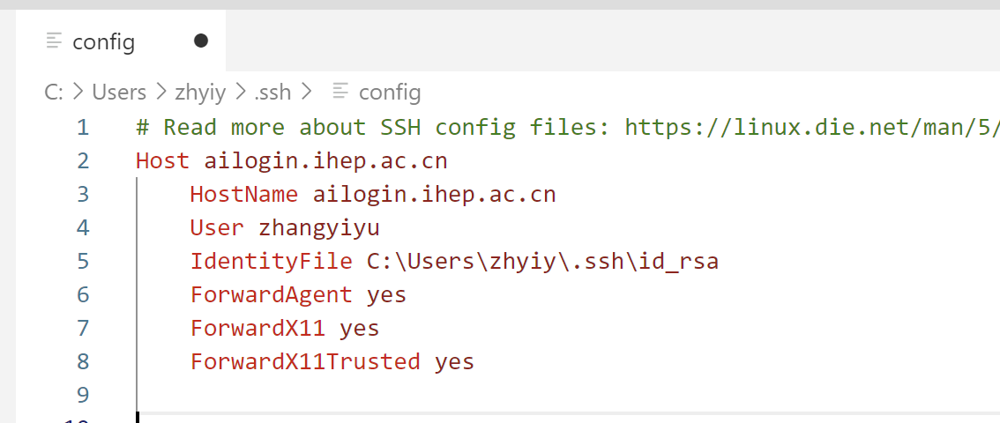 config
C: > Users > zhyiy > .ssh > config
1 # Read more about SSH config files: https://linux.die.net/man/5/
2 Host ailogin.ihep.ac.cn
3 HostName ailogin.ihep.ac.cn
4 User zhangyiyu
5 IdentityFile C:\Users\zhyiy\.ssh\id_rsa
6 ForwardAgent yes
7 ForwardX11 yes
8 ForwardX11Trusted yes
9
10